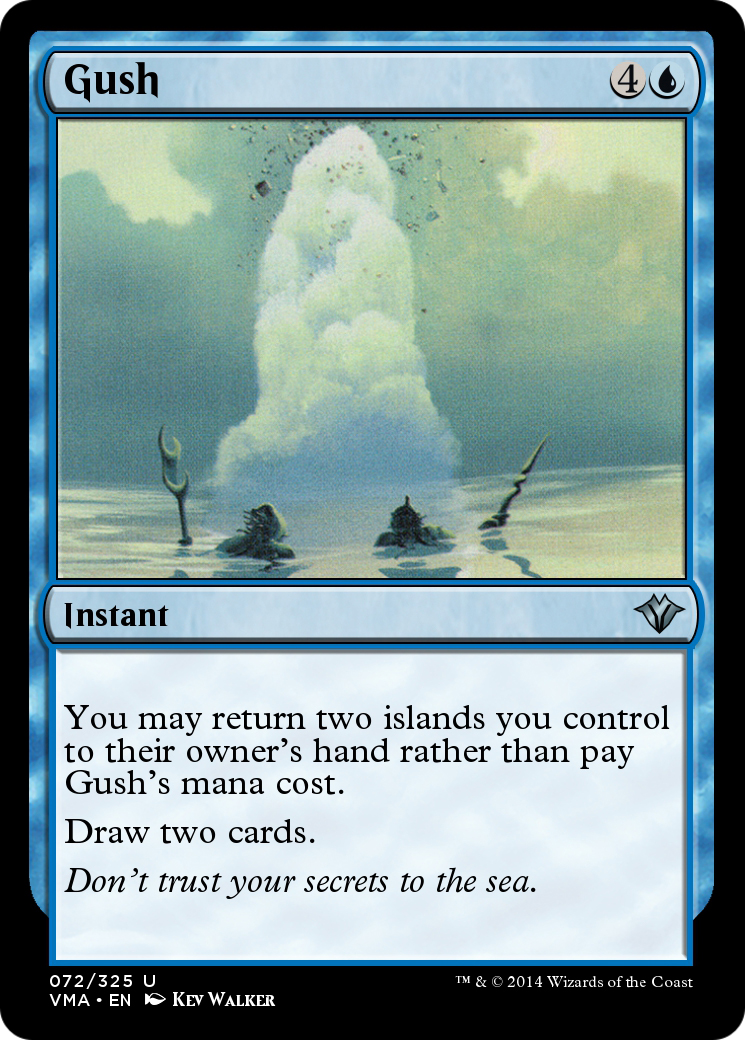 Gush
4
Instant
You may return two islands you control
to their owner's hand rather than pay
Gush's mana cost.
Draw two cards.
Don't trust your secrets to the sea.
072/325 U
™ & © 2014 Wizards of the Coast
VMA • EN Kev Walker